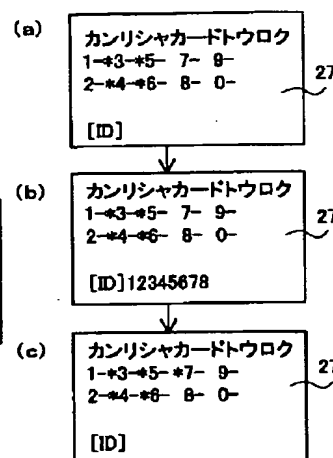 (a)
カンリシャカードトウロク
1-*3-*5- 7- 9-
2-*4-*6- 8- 0-
[ID]
27
(b)
カンリシャカードトウロク
1-*3-*5- 7- 9-
2-*4-*6- 8- 0-
[ID]12345678
27
(c)
カンリシャカードトウロク
1-*3-*5-*7- 9-
2-*4-*6- 8- 0-
[ID]
27